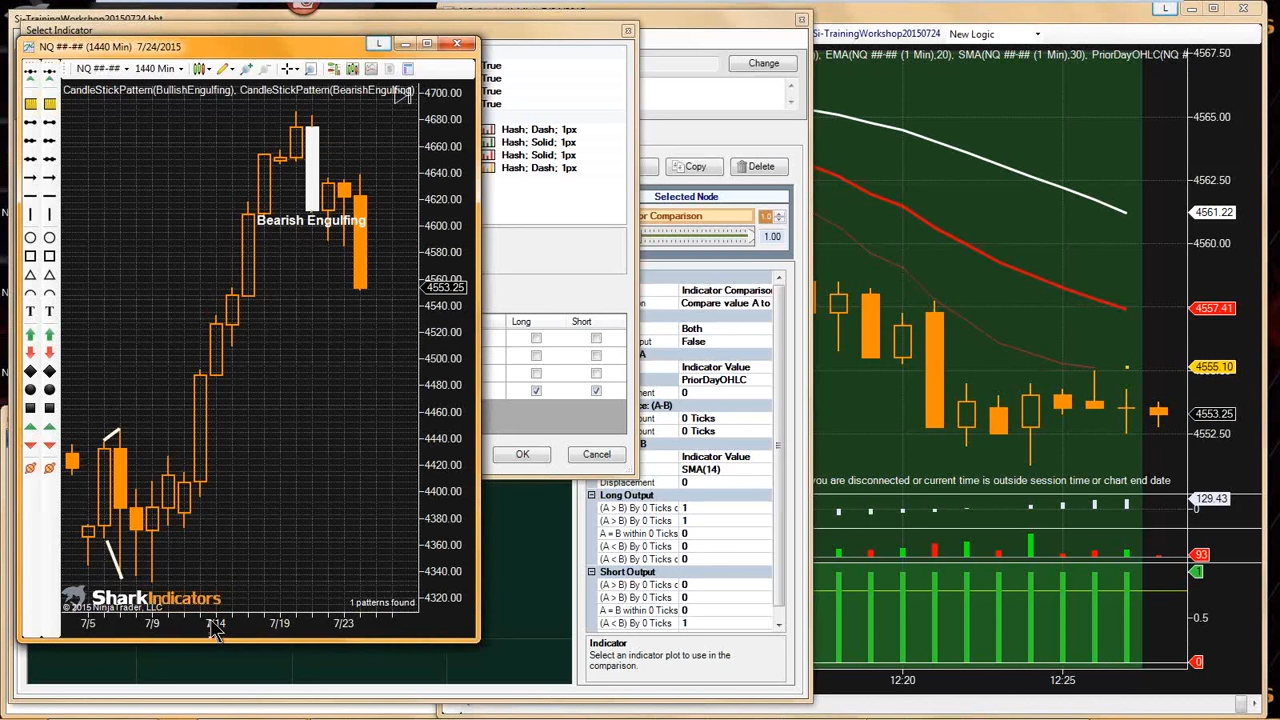 Si-TrainingWorkshop20150724.bht
Select Indicator
NQ ##-## (1440 Min)  7/24/2015
NQ ##-##
1440 Min
CandleStickPattern(BullishEngulfing), CandleStickPattern(BearishEngulfing)
4700.00
4680.00
4660.00
4640.00
4620.00
4600.00
4580.00
4560.00
4553.25
4540.00
4520.00
4500.00
4480.00
4460.00
4440.00
4420.00
4400.00
4380.00
4360.00
4340.00
4320.00
Bearish Engulfing
SharkIndicators
© 2015 NinjaTrader, LLC
1 patterns found
7/5
7/9
7/14
7/19
7/23
T
T
True
True
True
True
Hash; Dash; 1px
Hash; Solid; 1px
Hash; Solid; 1px
Hash; Dash; 1px
Long
Short
OK
Cancel
Change
Copy
Delete
Selected Node
or Comparison
1.0
1.00
Indicator Comparison
Compare value A to
Both
False
Indicator Value
PriorDayOHLC
0
(A-B)
0 Ticks
0 Ticks
Indicator Value
SMA(14)
Displacement
0
Long Output
(A > B) By 0 Ticks
1
(A > B) By 0 Ticks
1
A = B within 0 Ticks
0
(A < B) By 0 Ticks
0
(A < B) By 0 Ticks
0
Short Output
(A > B) By 0 Ticks
0
(A > B) By 0 Ticks
0
A = B within 0 Ticks
0
(A < B) By 0 Ticks
1
Indicator
Select an indicator plot to use in the
comparison.
L
L
Si-TrainingWorkshop20150724
New Logic
, EMA(NQ ##-## (1 Min),20), SMA(NQ ##-## (1 Min),30), PriorDayOHLC(NQ #
4567.50
4565.00
4562.50
4561.22
4560.00
4557.41
4555.10
4553.25
4552.50
you are disconnected or current time is outside session time or chart end date
129.43
0
93
1
0.5
0
12:20
12:25